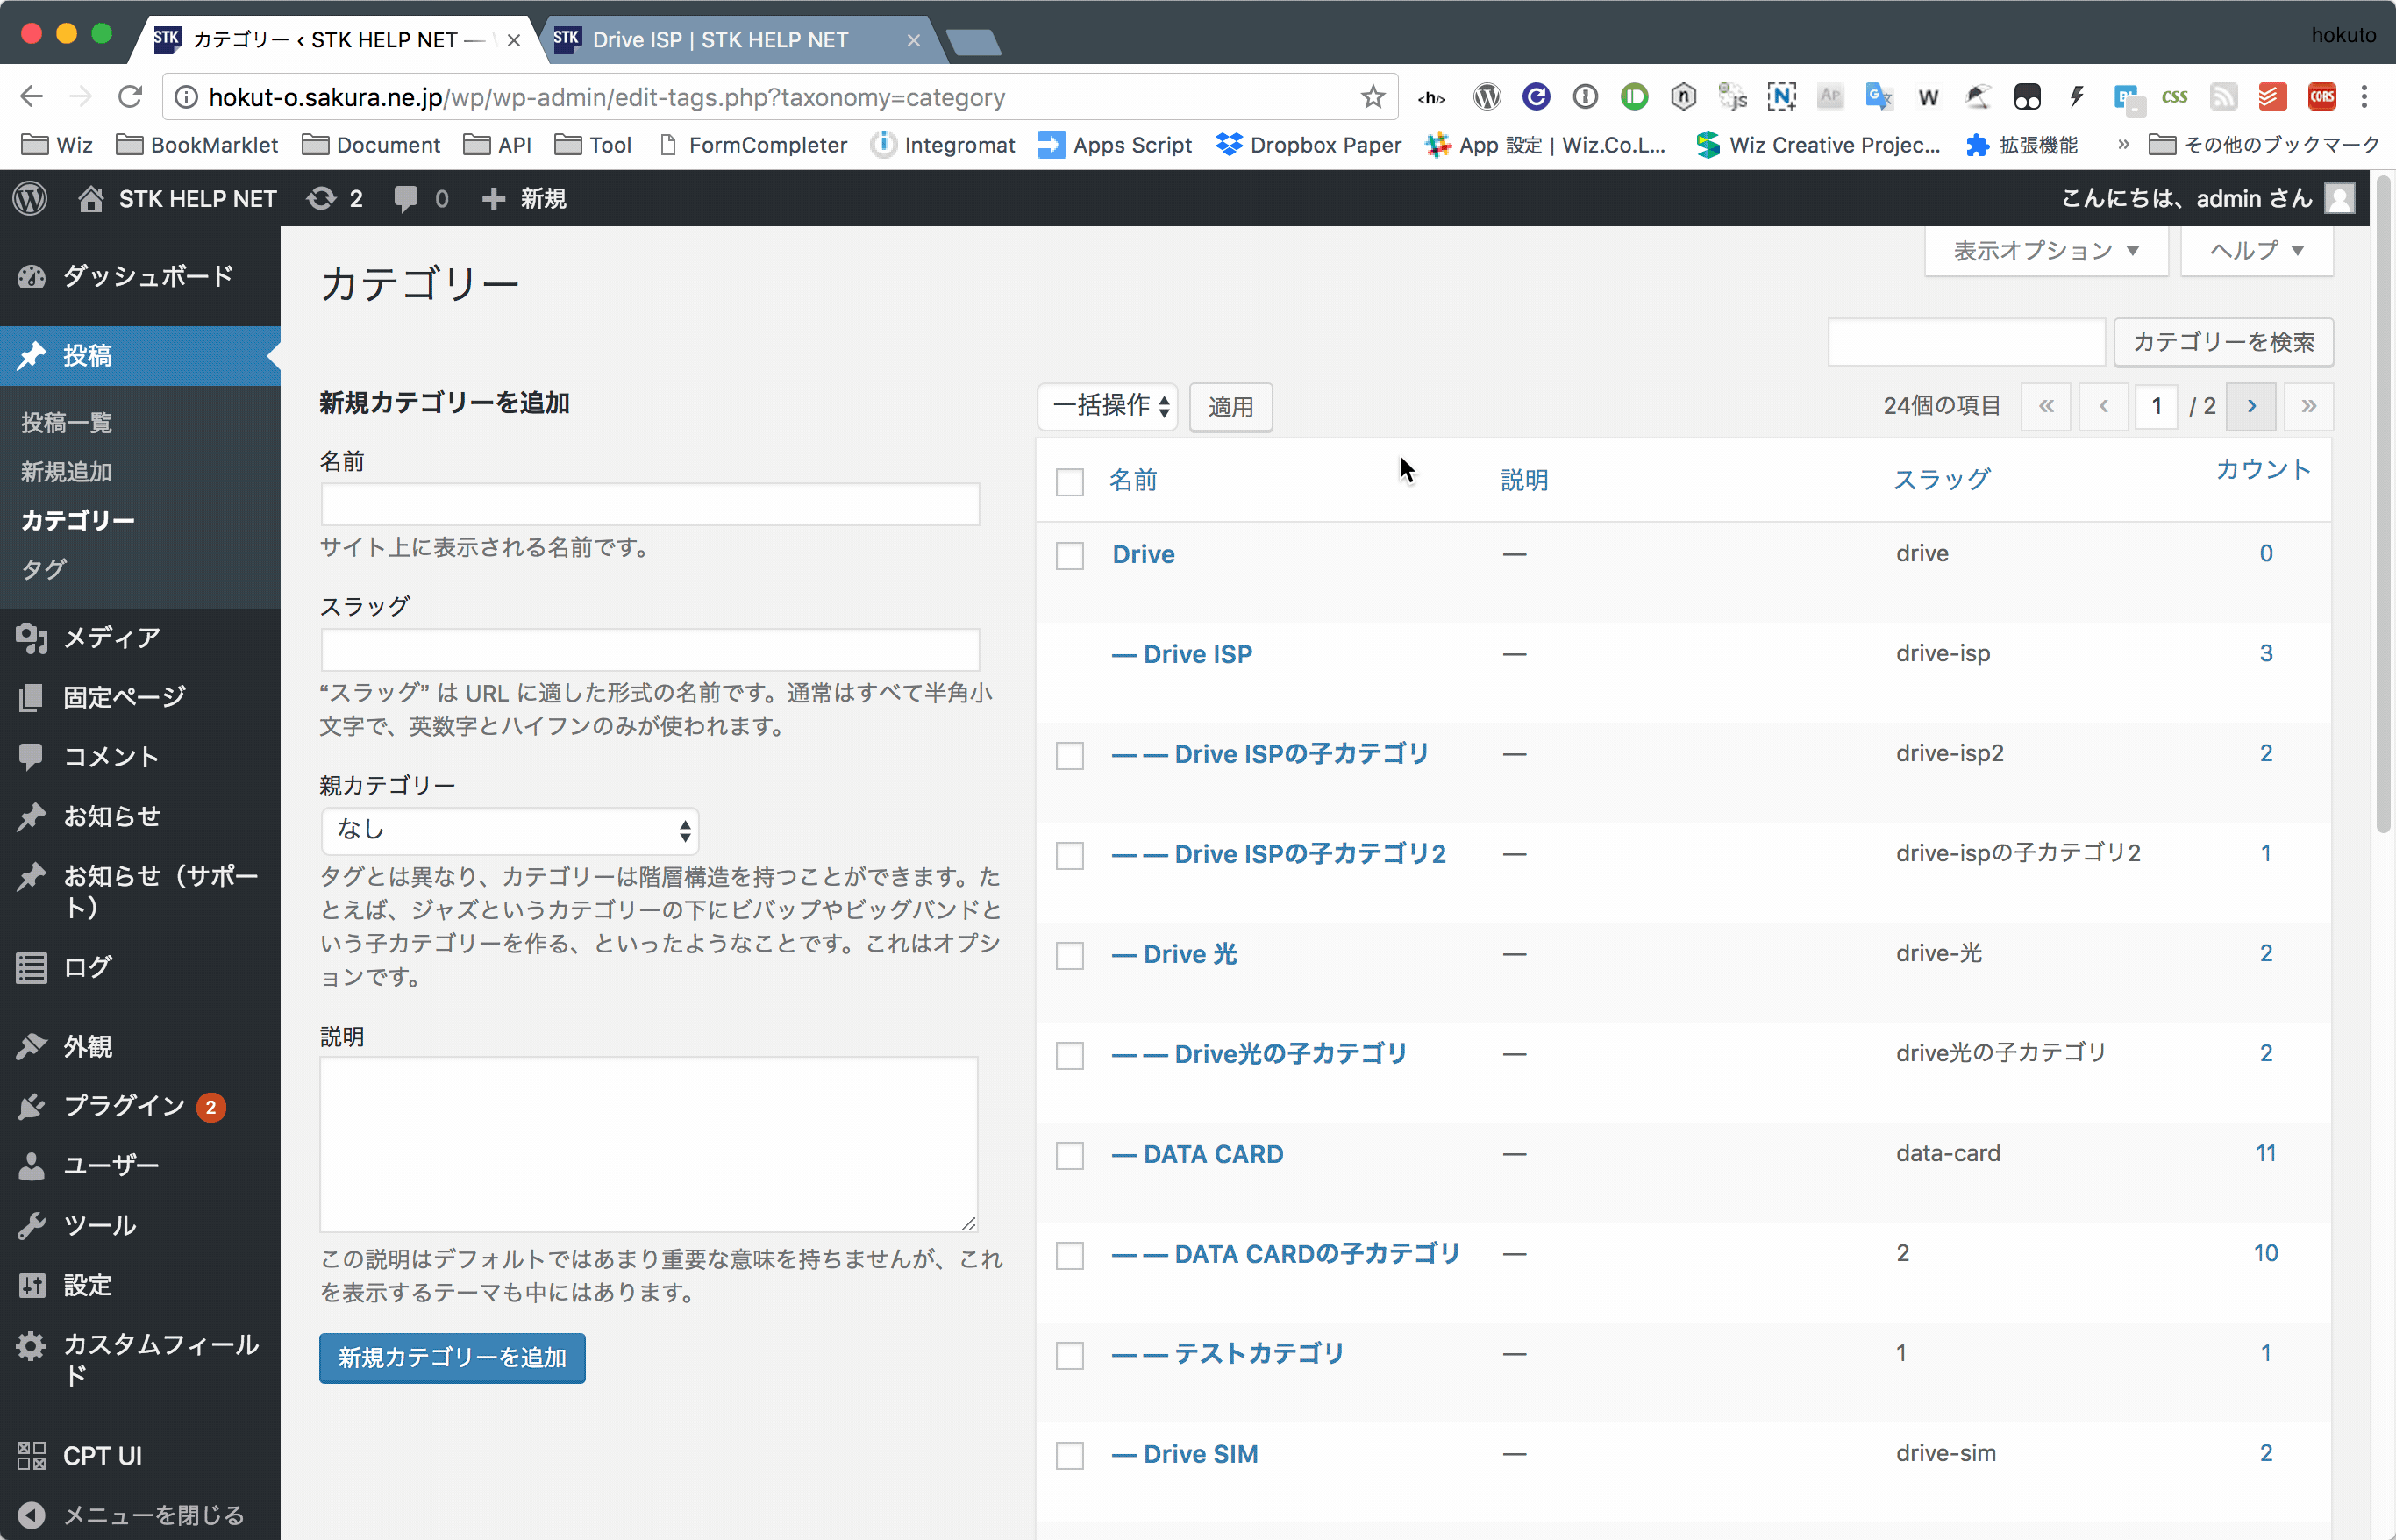 STK カテゴリー ‹ STK HELP NET —
STK Drive ISP | STK HELP NET
hokuto
hokut-o.sakura.ne.jp/wp/wp-admin/edit-tags.php?taxonomy=category
<h/>
js
N
AP
G
W
css
CORS
Wiz
BookMarklet
Document
API
Tool
FormCompleter
Integromat
Apps Script
Dropbox Paper
App 設定 | Wiz.Co.L...
Wiz Creative Projec...
拡張機能
»
その他のブックマーク
STK HELP NET
2
0
新規
こんにちは、admin さん
ダッシュボード
投稿
投稿一覧
新規追加
カテゴリー
タグ
メディア
固定ページ
コメント
お知らせ
お知らせ（サポー
ト）
ログ
外観
プラグイン 2
ユーザー
ツール
設定
カスタムフィール
ド
CPT UI
メニューを閉じる
表示オプション ▼
ヘルプ ▼
カテゴリー
カテゴリーを検索
新規カテゴリーを追加
名前
サイト上に表示される名前です。
スラッグ
“スラッグ” は URL に適した形式の名前です。通常はすべて半角小
文字で、英数字とハイフンのみが使われます。
親カテゴリー
なし
タグとは異なり、カテゴリーは階層構造を持つことができます。た
とえば、ジャズというカテゴリーの下にビバップやビッグバンドと
いう子カテゴリーを作る、といったようなことです。これはオプシ
ョンです。
説明
この説明はデフォルトではあまり重要な意味を持ちませんが、これ
を表示するテーマも中にはあります。
新規カテゴリーを追加
一括操作
適用
24個の項目 « ‹ 1 / 2 › »
名前 説明 スラッグ カウント
Drive — drive 0
— Drive ISP — drive-isp 3
— — Drive ISPの子カテゴリ — drive-isp2 2
— — Drive ISPの子カテゴリ2 — drive-ispの子カテゴリ2 1
— Drive 光 — drive-光 2
— — Drive光の子カテゴリ — drive光の子カテゴリ 2
— DATA CARD — data-card 11
— — DATA CARDの子カテゴリ — 2 10
— — テストカテゴリ — 1 1
— Drive SIM — drive-sim 2